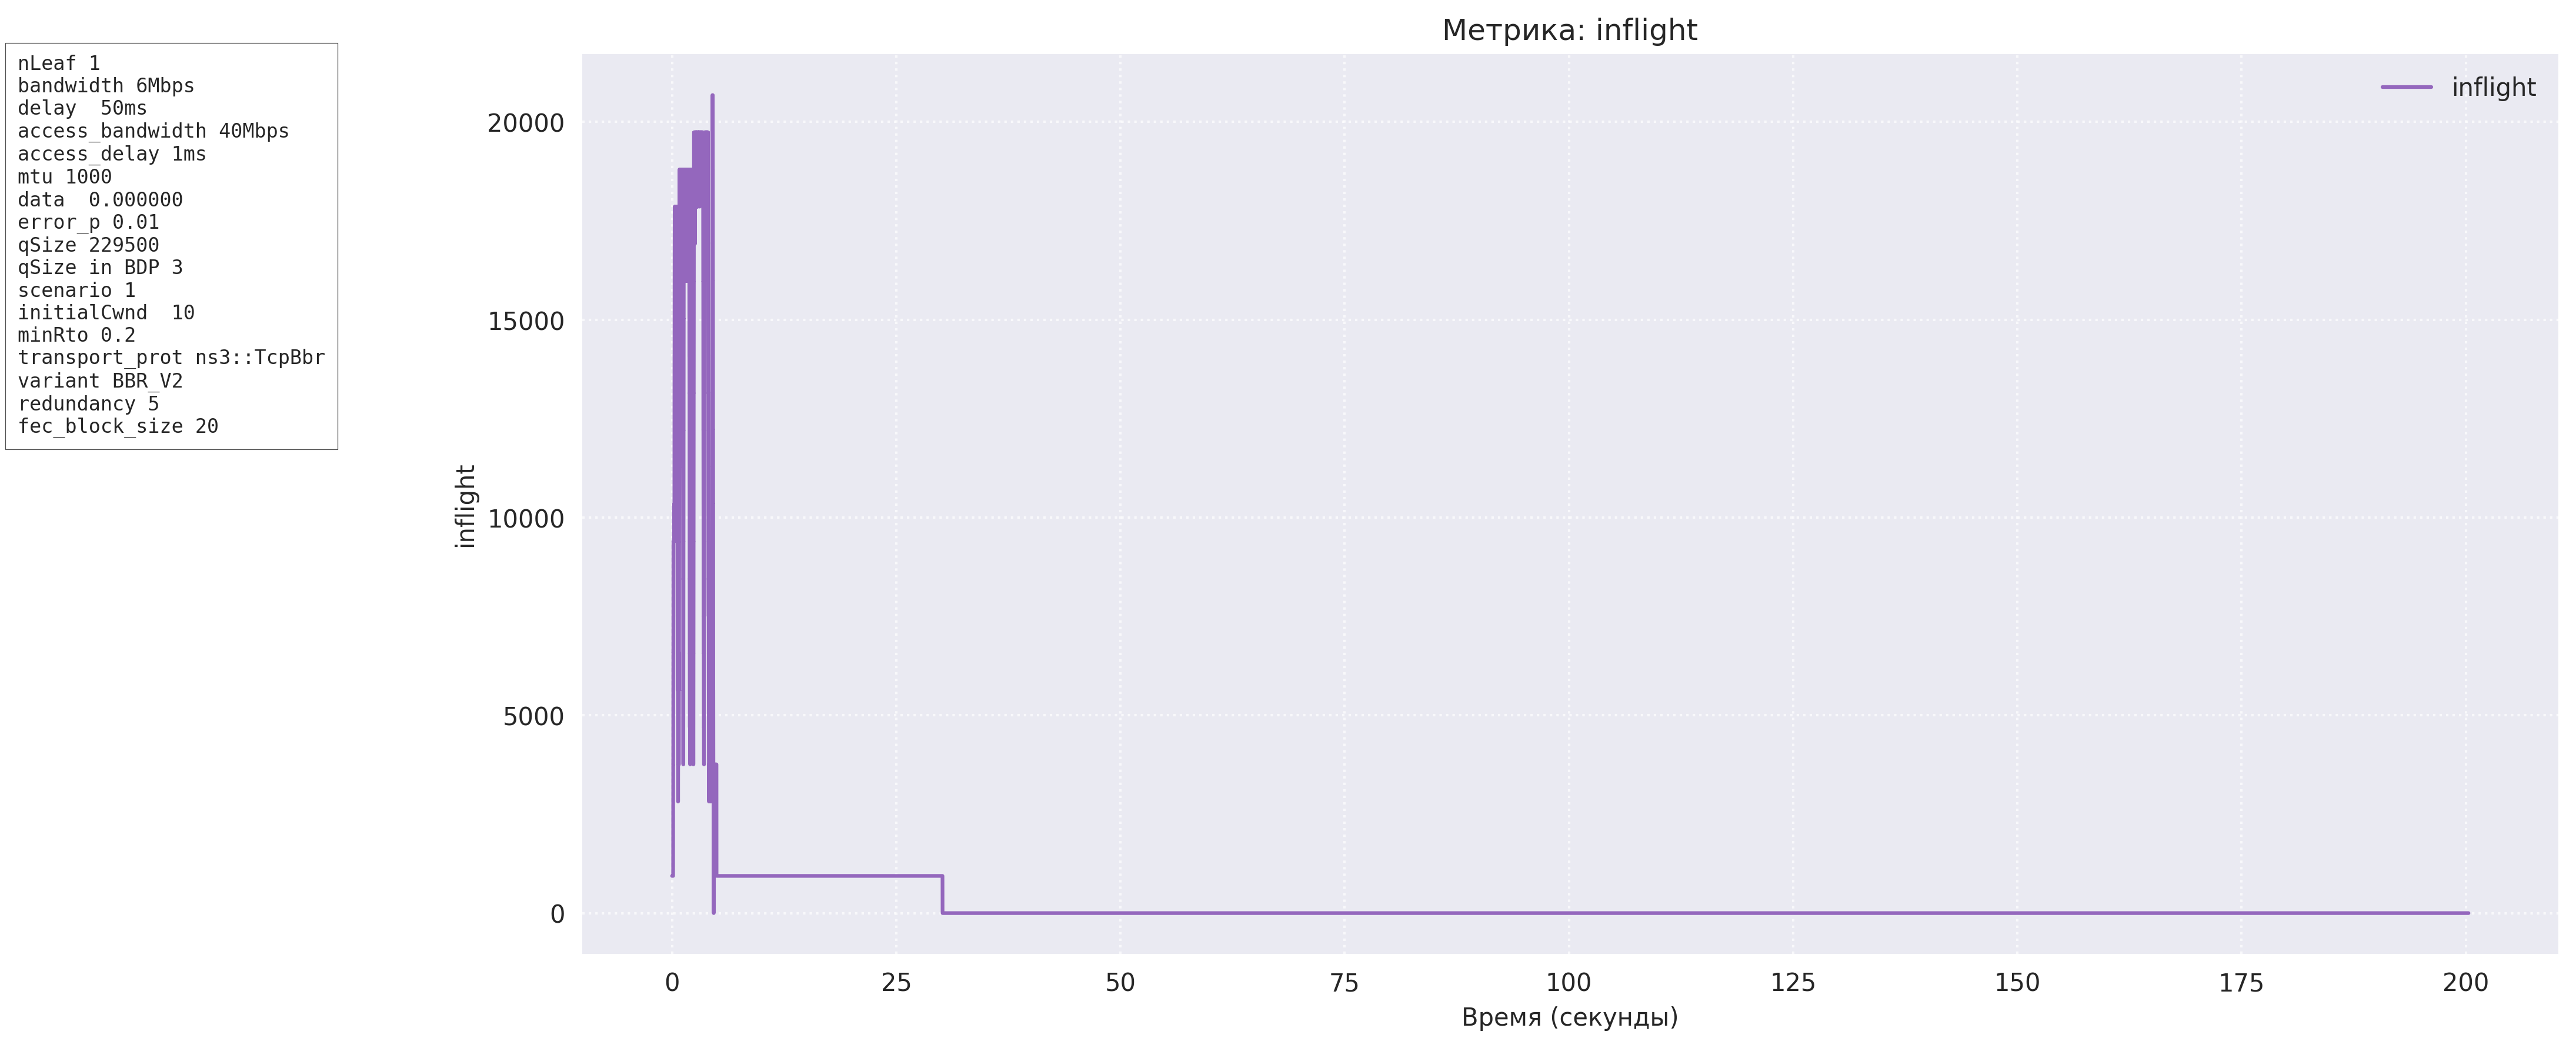 Метрика: inflight
nLeaf 1
bandwidth 6Mbps
delay  50ms
access_bandwidth 40Mbps
access_delay 1ms
mtu 1000
data  0.000000
error_p 0.01
qSize 229500
qSize in BDP 3
scenario 1
initialCwnd  10
minRto 0.2
transport_prot ns3::TcpBbr
variant BBR_V2
redundancy 5
fec_block_size 20
inflight
inflight
20000
15000
10000
5000
0
0 25 50 75 100 125 150 175 200
Время (секунды)